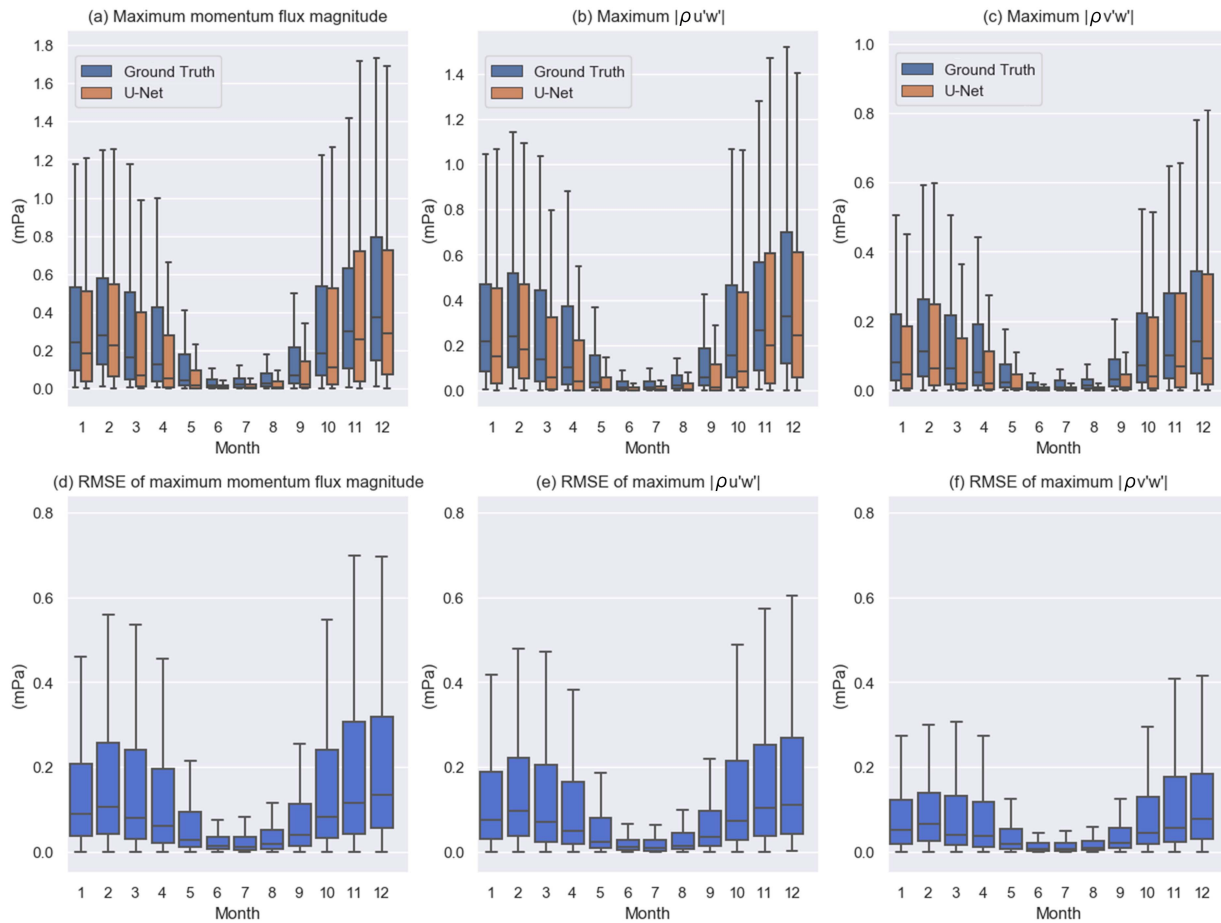 (a) Maximum momentum flux magnitude
(b) Maximum |ρu'w'|
(c) Maximum |ρv'w'|
1.8
1.6
1.4
1.2
1.0
0.8
0.6
0.4
0.2
0.0
(mPa)
Ground Truth
U-Net
1 2 3 4 5 6 7 8 9 10 11 12
Month
1.4
1.2
1.0
0.8
0.6
0.4
0.2
0.0
(mPa)
Ground Truth
U-Net
1 2 3 4 5 6 7 8 9 10 11 12
Month
1.0
0.8
0.6
0.4
0.2
0.0
(mPa)
Ground Truth
U-Net
1 2 3 4 5 6 7 8 9 10 11 12
Month
(d) RMSE of maximum momentum flux magnitude
(e) RMSE of maximum |ρu'w'|
(f) RMSE of maximum |ρv'w'|
0.8
0.6
0.4
0.2
0.0
(mPa)
1 2 3 4 5 6 7 8 9 10 11 12
Month
0.8
0.6
0.4
0.2
0.0
(mPa)
1 2 3 4 5 6 7 8 9 10 11 12
Month
0.8
0.6
0.4
0.2
0.0
(mPa)
1 2 3 4 5 6 7 8 9 10 11 12
Month